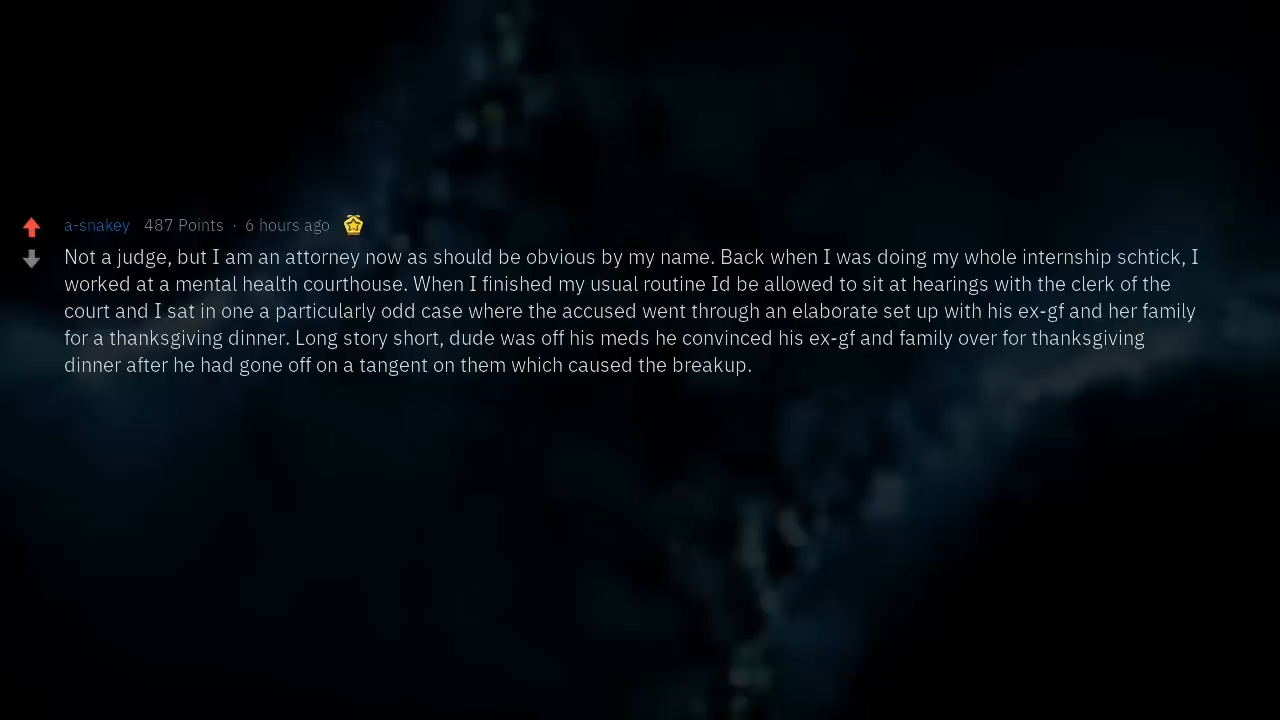 a-snakey 487 Points · 6 hours ago
Not a judge, but I am an attorney now as should be obvious by my name. Back when I was doing my whole internship schtick, I
worked at a mental health courthouse. When I finished my usual routine Id be allowed to sit at hearings with the clerk of the
court and I sat in one a particularly odd case where the accused went through an elaborate set up with his ex-gf and her family
for a thanksgiving dinner. Long story short, dude was off his meds he convinced his ex-gf and family over for thanksgiving
dinner after he had gone off on a tangent on them which caused the breakup.